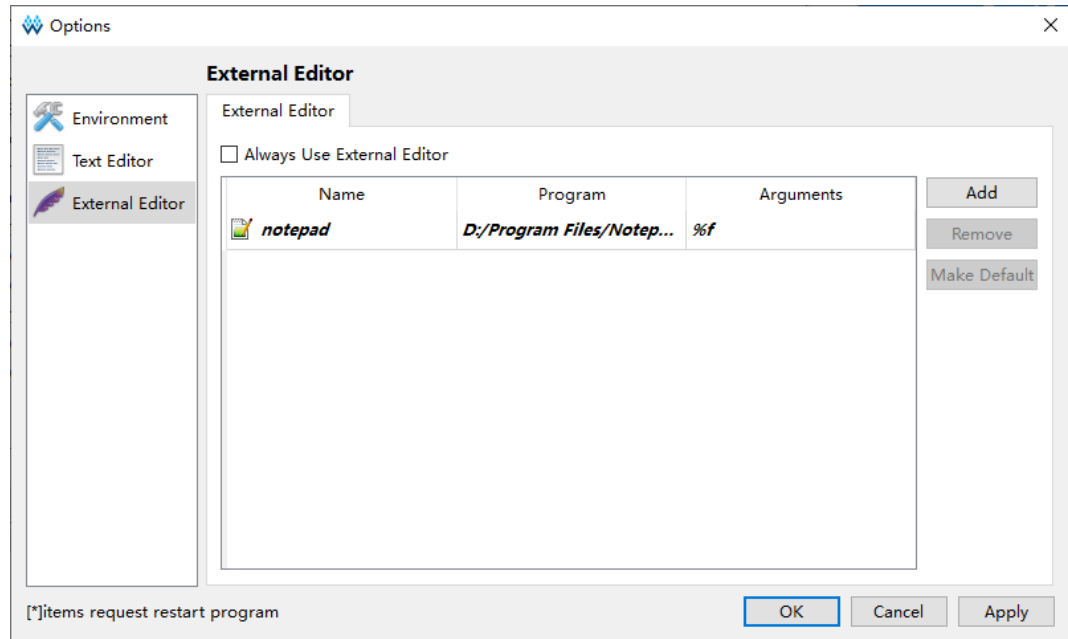 Options
External Editor
Environment
Text Editor
External Editor
External Editor
Always Use External Editor
Name Program Arguments
notepad D:/Program Files/Notep... %f
Add
Remove
Make Default
[*]items request restart program
OK Cancel Apply